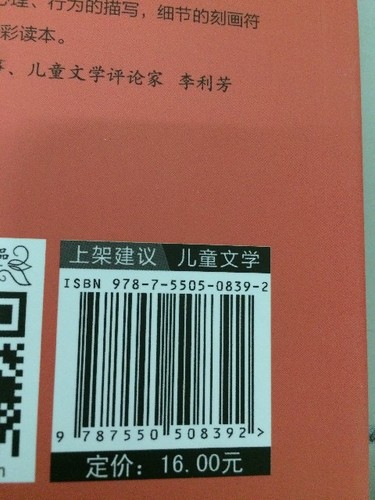 理、行为的描写，细节的刻画符
彩读本。
、儿童文学评论家 李利芳
上架建议 儿童文学
ISBN 978-7-5505-0839-2
9 787550 508392 >
定价：16.00元